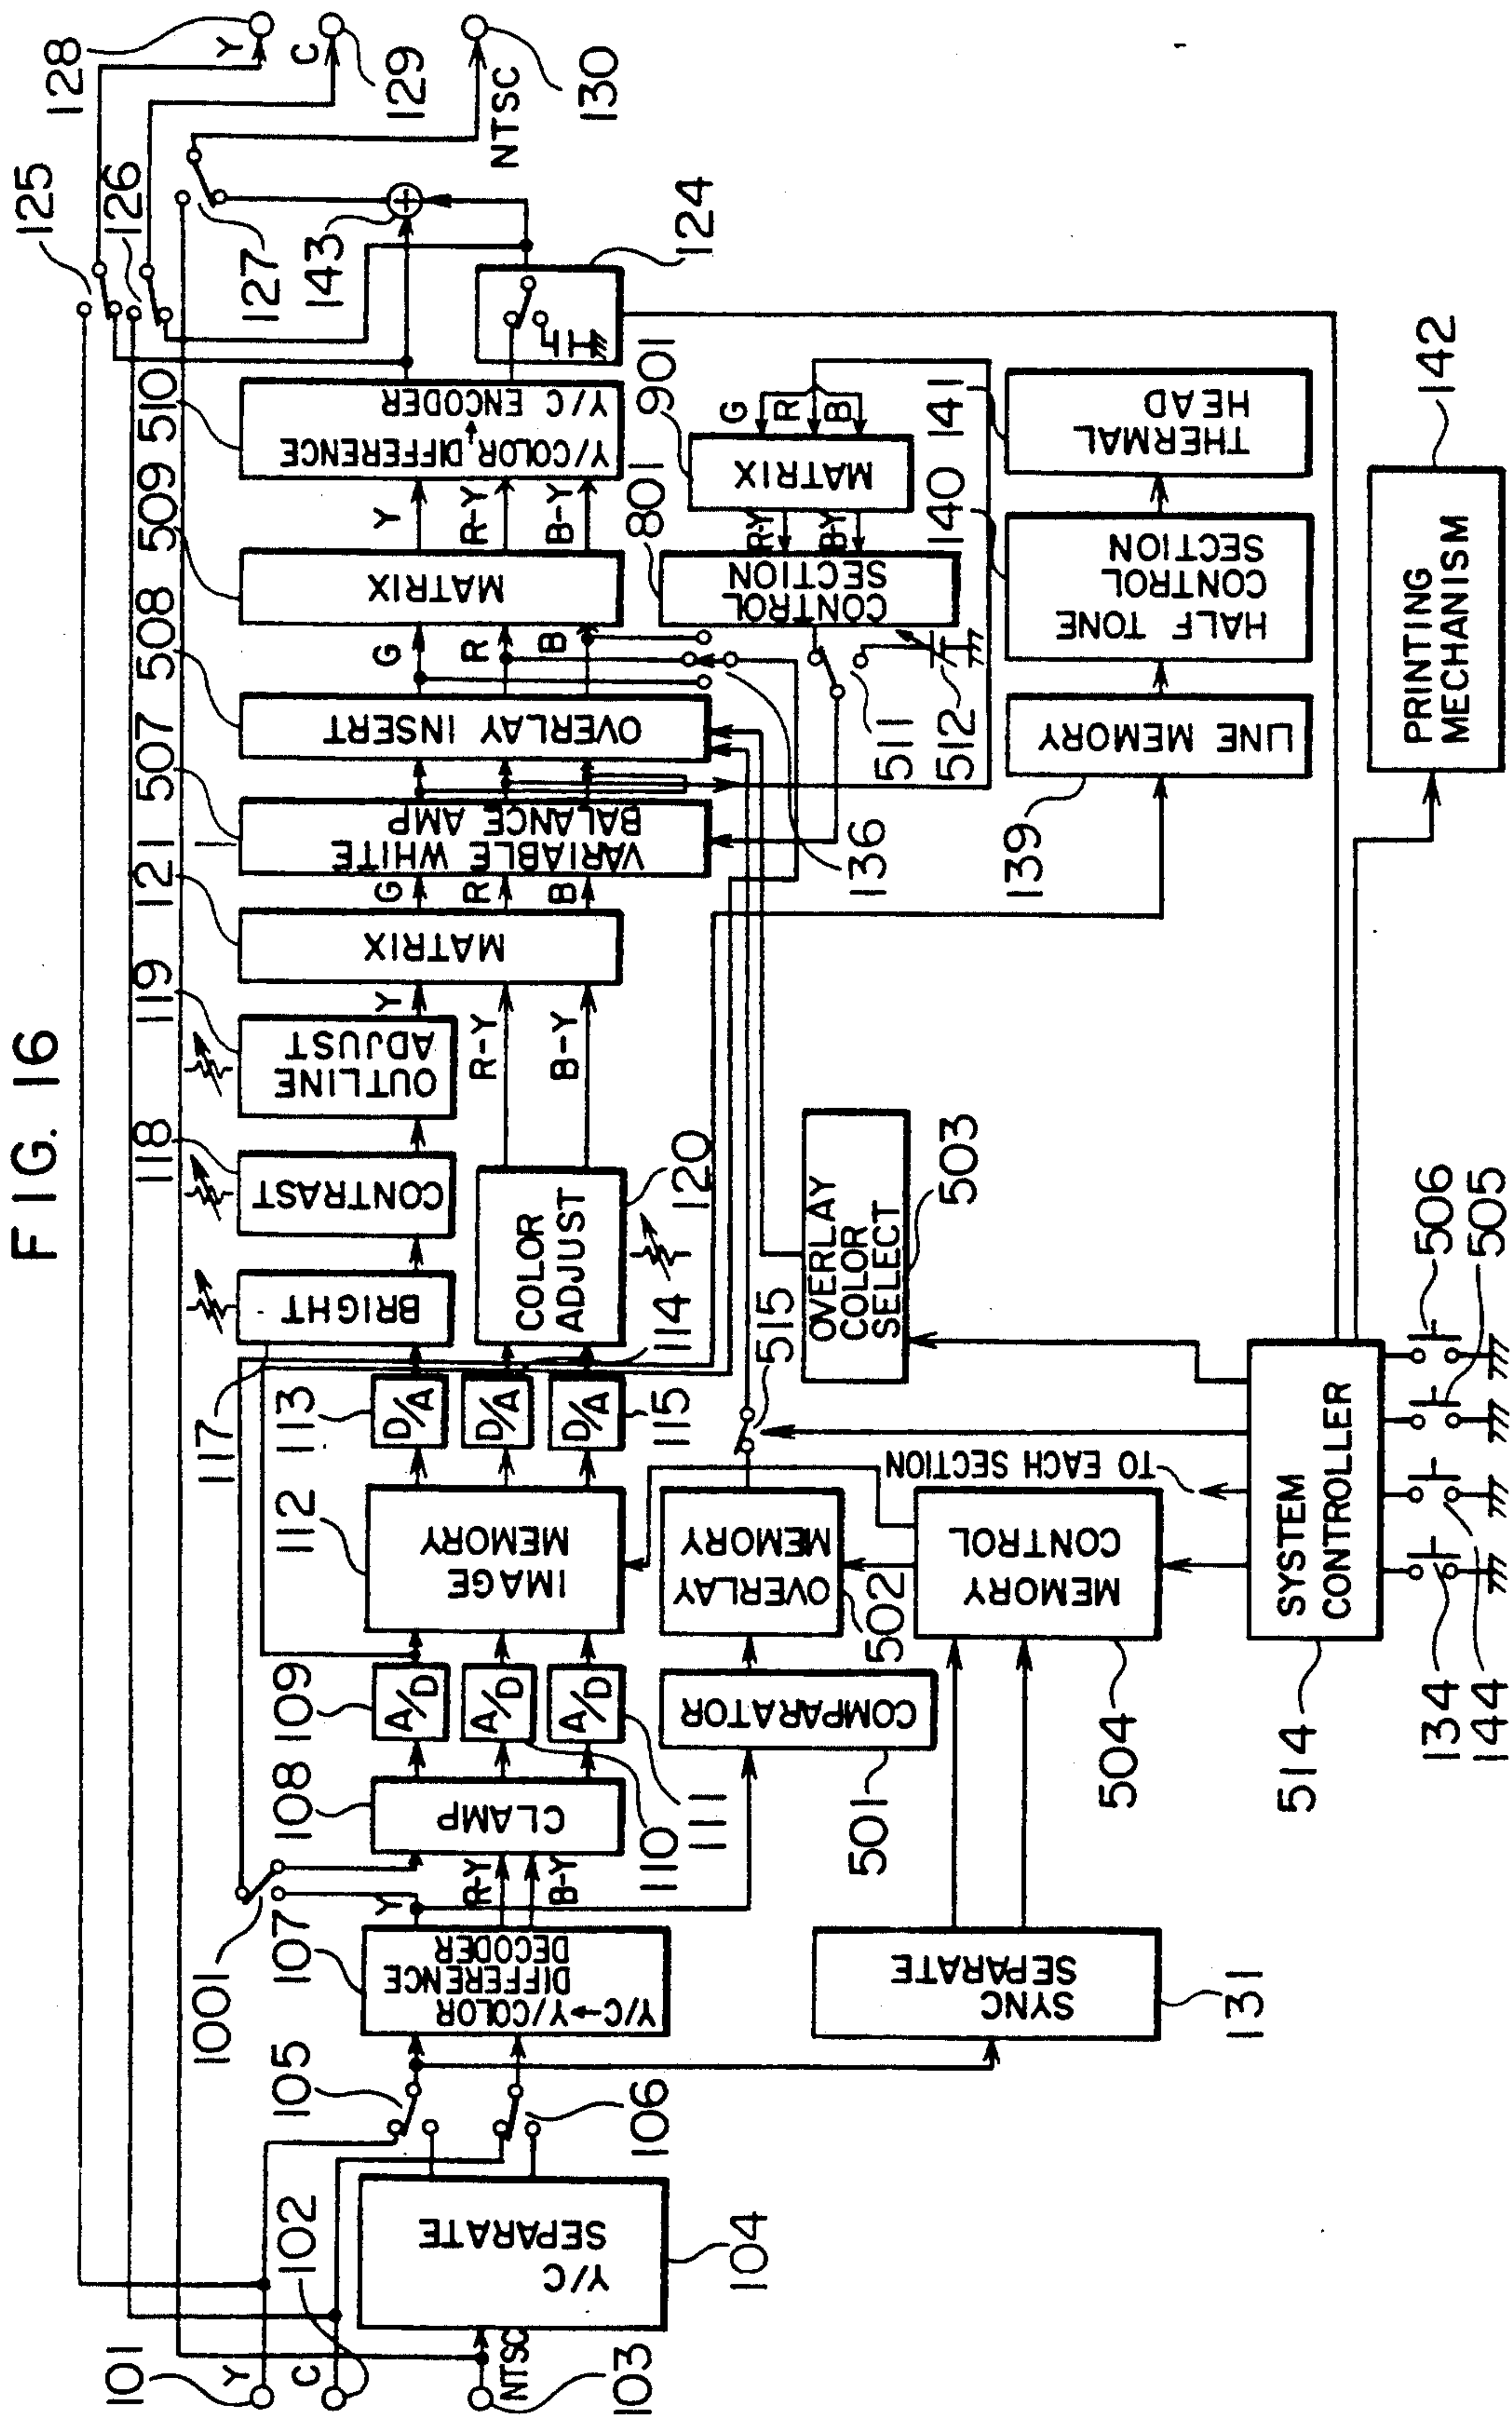 FIG. 16
101
Y
102
C
103
NTSC
Y/C
SEPARATE
104
105
106
107
Y/C→Y/COLOR
DIFFERENCE
DECODER
Y
R-Y
B-Y
1001
108
CLAMP
109
A/D
110
A/D
111
A/D
112
IMAGE
MEMORY
113
D/A
114
D/A
115
D/A
117
BRIGHT
118
CONTRAST
119
OUTLINE
ADJUST
120
COLOR
ADJUST
Y
R-Y
B-Y
121
MATRIX
G
R
B
507
VARIABLE WHITE
BALANCE AMP
508
OVERLAY INSERT
G
R
B
509
MATRIX
Y
R-Y
B-Y
510
Y/COLOR DIFFERENCE
→
Y/C ENCODER
124
125
126
127
143
128
Y
129
C
130
NTSC
131
SYNC
SEPARATE
501
COMPARATOR
502
OVERLAY
MEMORY
504
MEMORY
CONTROL
515
503
OVERLAY
COLOR
SELECT
TO EACH SECTION
514
SYSTEM
CONTROLLER
134
144
505
506
136
511
512
801
CONTROL
SECTION
R-Y
B-Y
901
MATRIX
G
R
B
139
LINE MEMORY
140
HALF TONE
CONTROL
SECTION
141
THERMAL
HEAD
142
PRINTING
MECHANISM